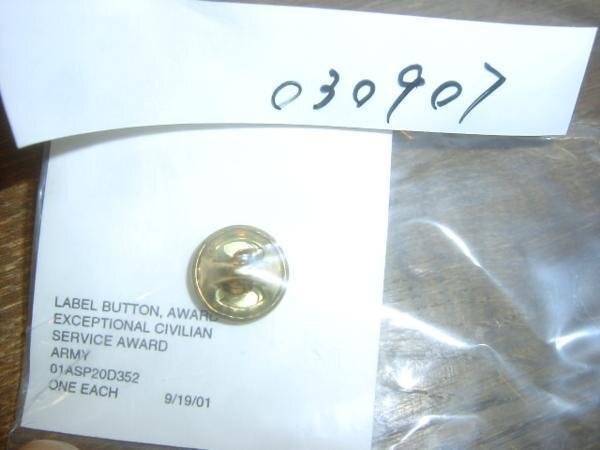 030907
LABEL BUTTON, AWARD
EXCEPTIONAL CIVILIAN
SERVICE AWARD
ARMY
01ASP20D352
ONE EACH 9/19/01